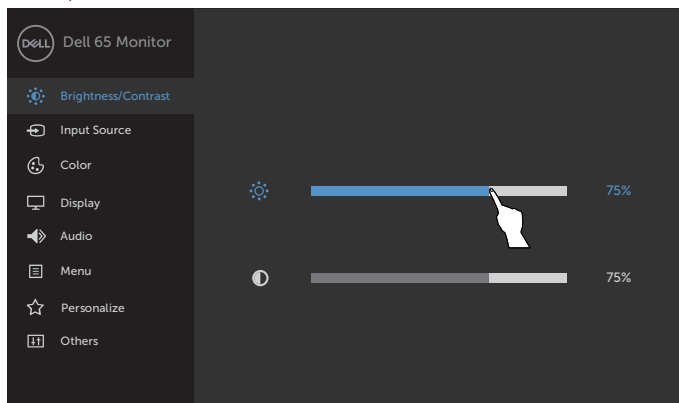 DELL
Dell 65 Monitor
Brightness/Contrast
Input Source
Color
Display
Audio
Menu
Personalize
Others
75%
75%